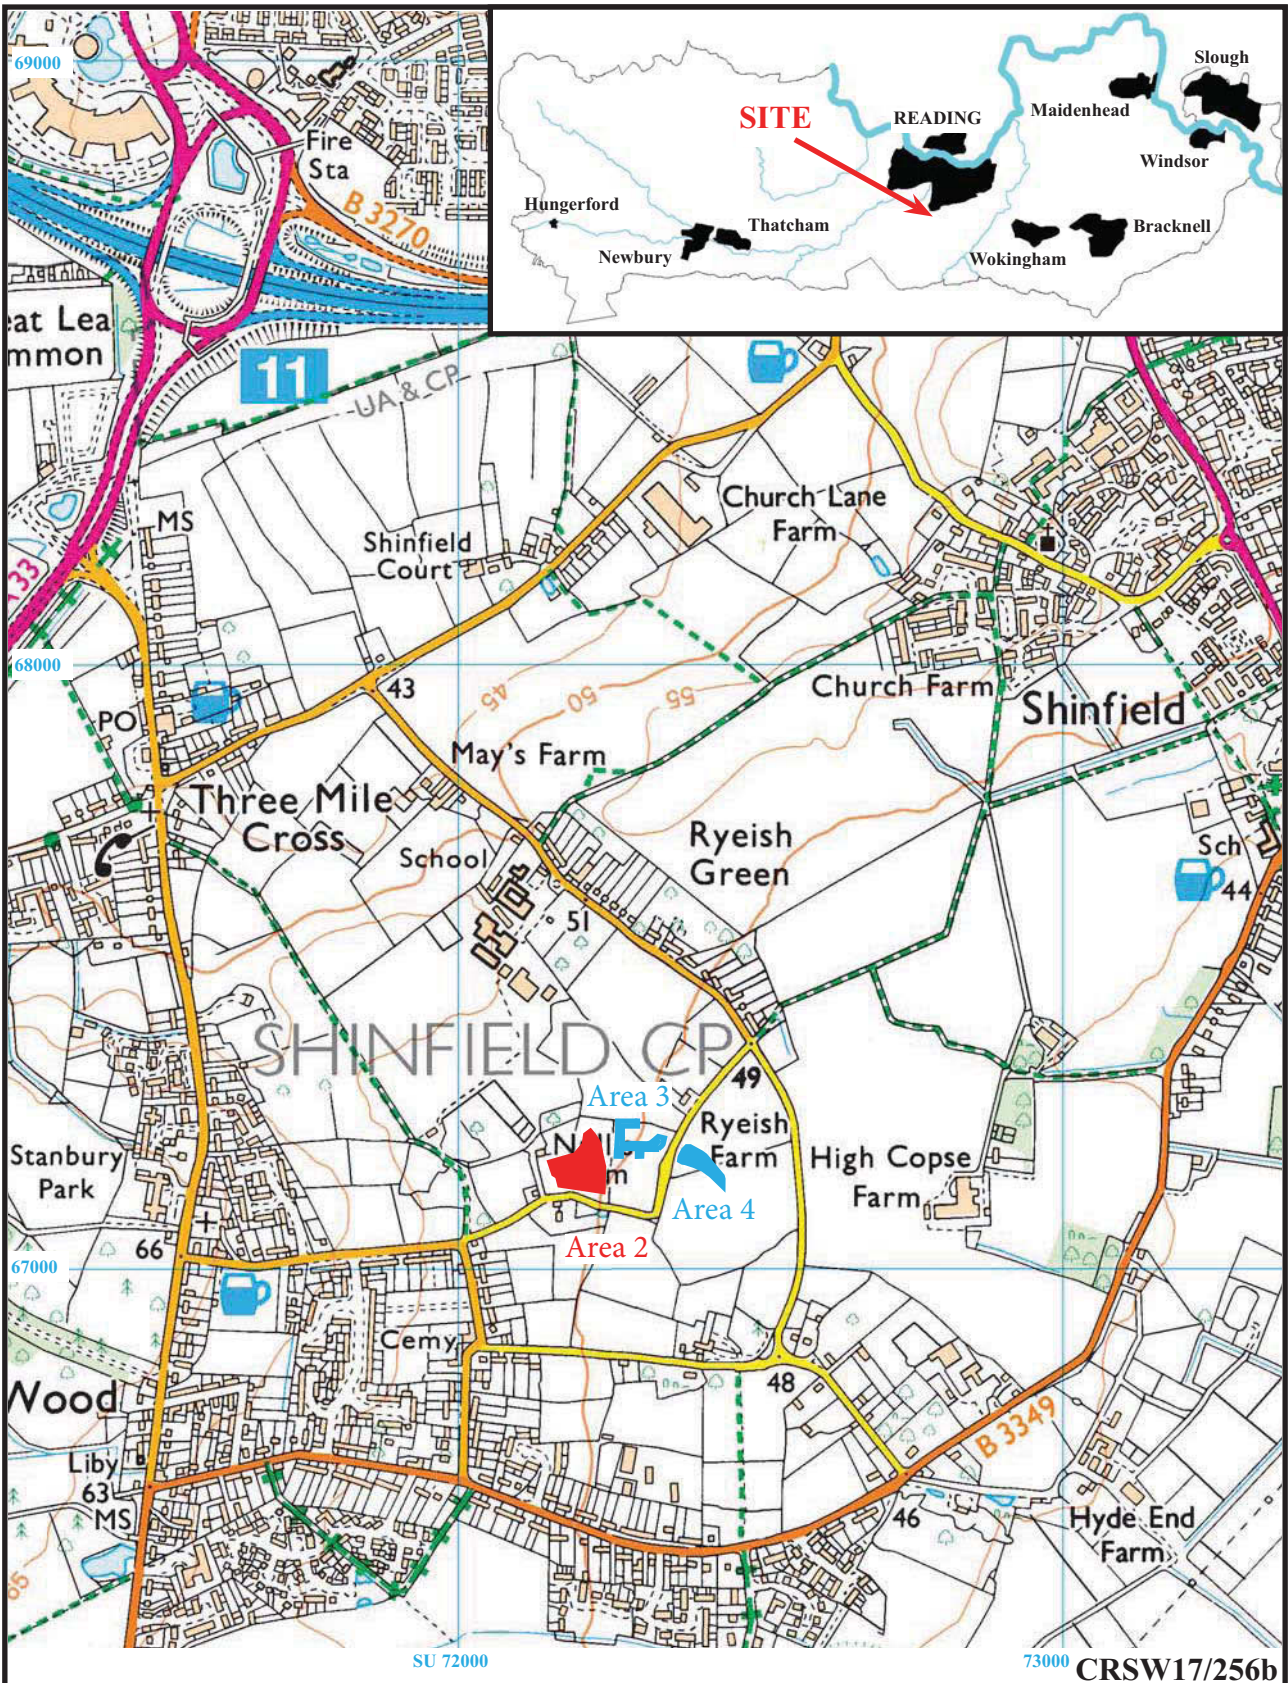 69000
Fire
Sta
B 3270
eat Lea
mmon
11
UA & CP
SITE
READING
Maidenhead
Slough
Windsor
Hungerford
Thatcham
Newbury
Wokingham
Bracknell
MS
Shinfield
Court
Church Lane
Farm
33
68000
43
45
50
55
PO
May's Farm
Church Farm
Shinfield
Three Mile
Cross
School
Ryeish
Green
Sch
44
51
SHINFIELD CP
49
Area 3
Ryeish
Farm
Stanbury
Park
High Copse
Farm
Area 4
Area 2
66
67000
Cemy
48
Wood
B 3349
Liby
63
MS
46
Hyde End
Farm
65
SU 72000
73000
CRSW17/256b